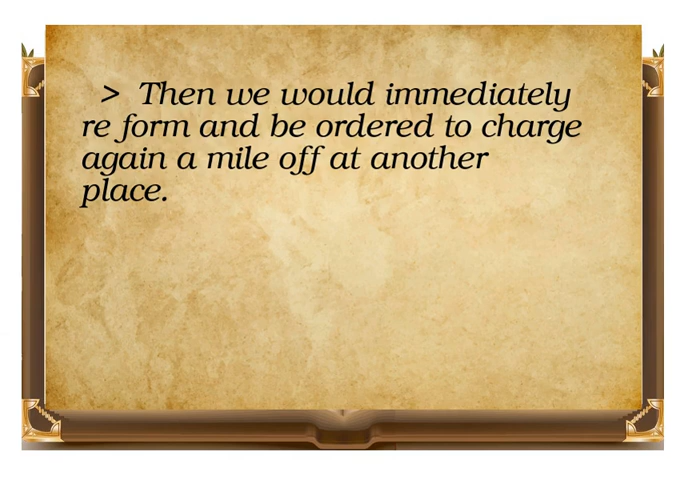 > Then we would immediately
re form and be ordered to charge
again a mile off at another
place.